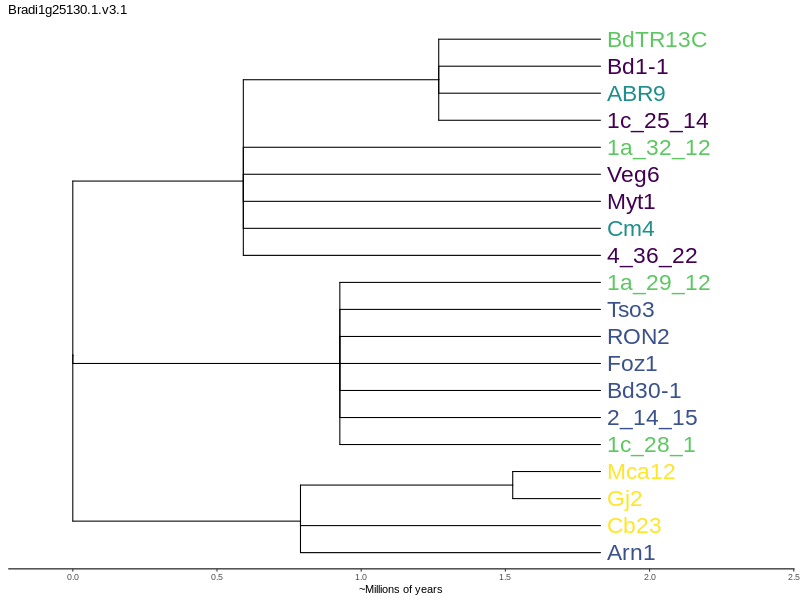 Bradi1g25130.1.v3.1
BdTR13C
Bd1-1
ABR9
1c_25_14
1a_32_12
Veg6
Myt1
Cm4
4_36_22
1a_29_12
Tso3
RON2
Foz1
Bd30-1
2_14_15
1c_28_1
Mca12
Gj2
Cb23
Arn1
0.0 0.5 1.0 1.5 2.0 2.5
~Millions of years